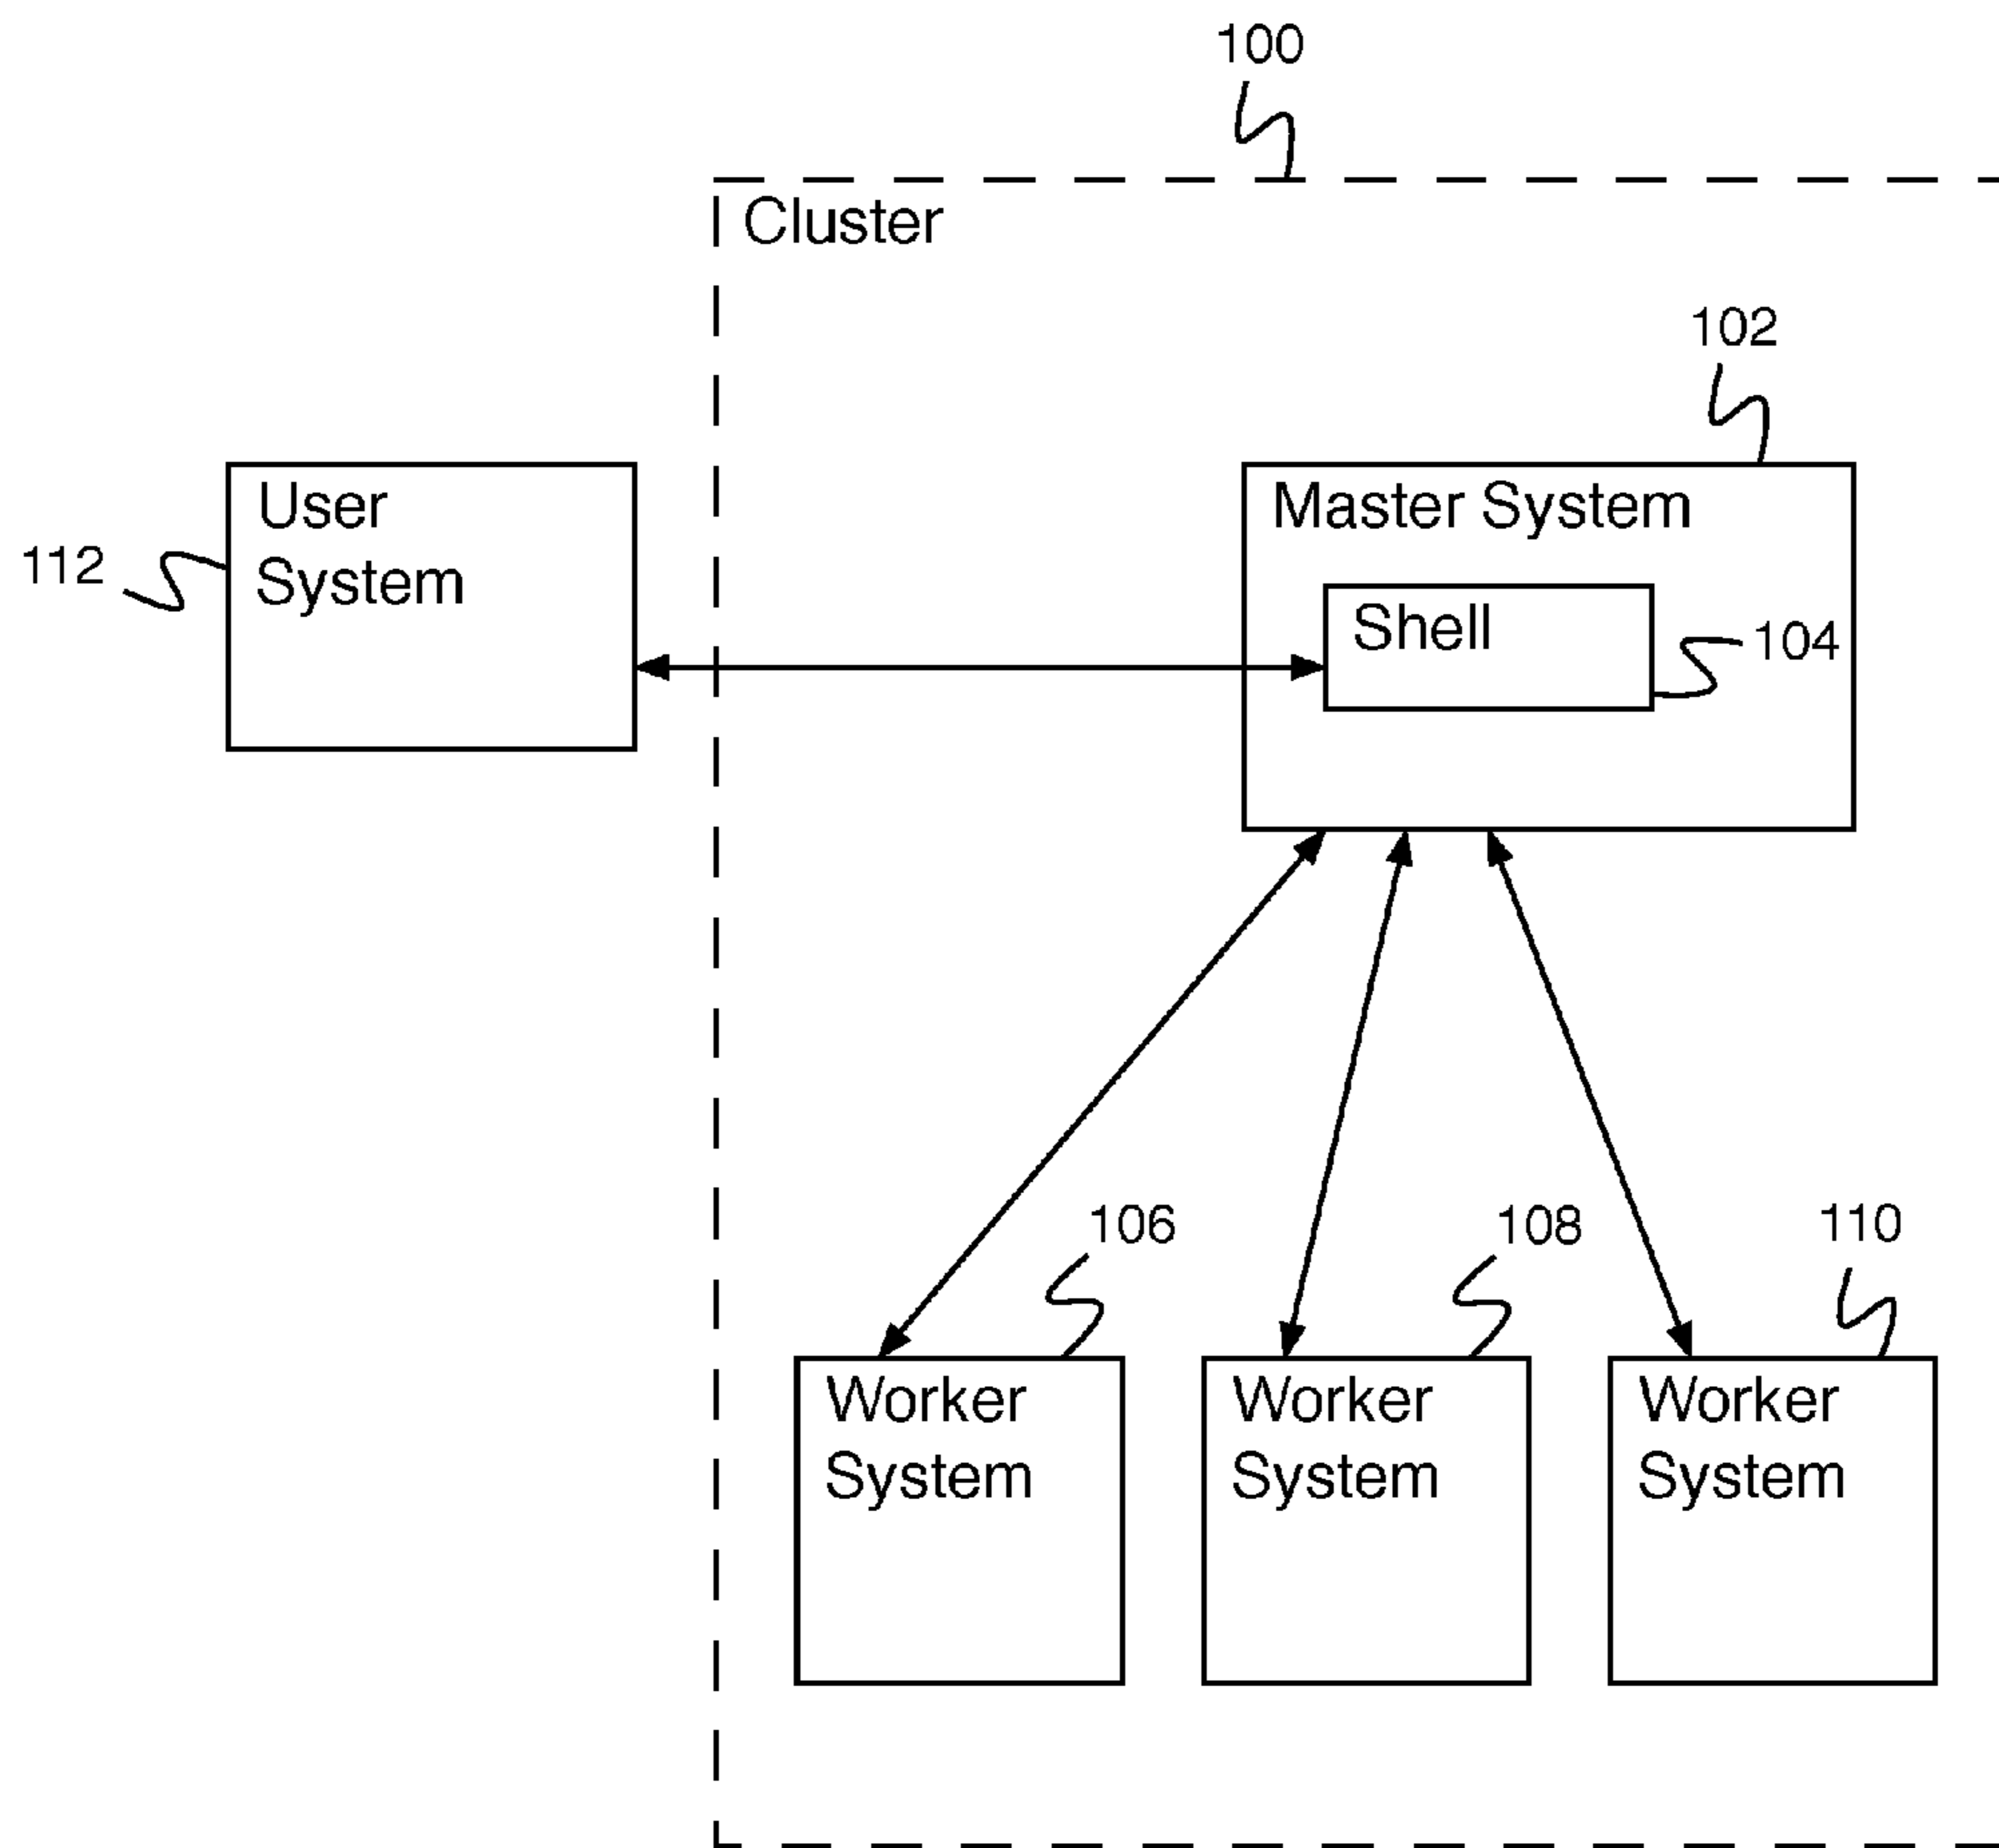 100
Cluster
102
User
System
112
Master System
Shell
104
106
108
110
Worker
System
Worker
System
Worker
System